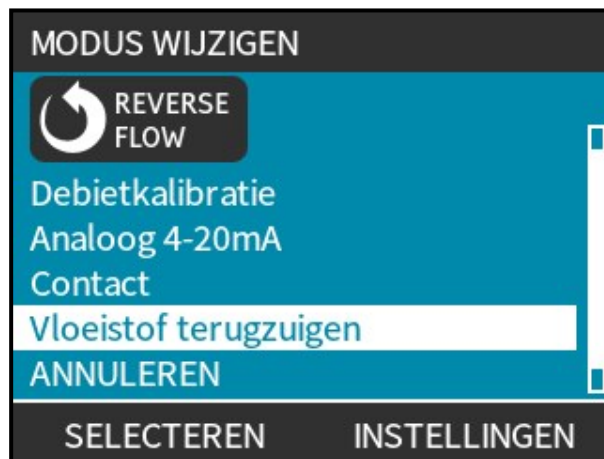 MODUS WIJZIGEN
REVERSE
FLOW
Debietkalibratie
Analoog 4-20mA
Contact
Vloeistof terugzuigen
ANNULEREN
SELECTEREN INSTELLINGEN